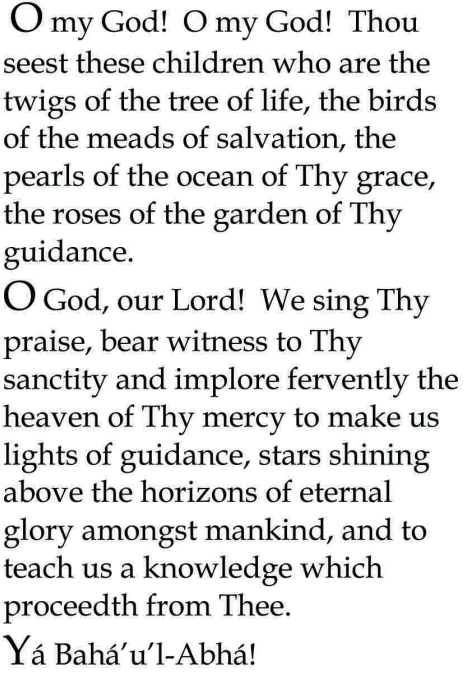 O my God!  O my God!  Thou
seest these children who are the
twigs of the tree of life, the birds
of the meads of salvation, the
pearls of the ocean of Thy grace,
the roses of the garden of Thy
guidance.
O God, our Lord!  We sing Thy
praise, bear witness to Thy
sanctity and implore fervently the
heaven of Thy mercy to make us
lights of guidance, stars shining
above the horizons of eternal
glory amongst mankind, and to
teach us a knowledge which
proceedth from Thee.
Yá Bahá’u’l-Abhá!